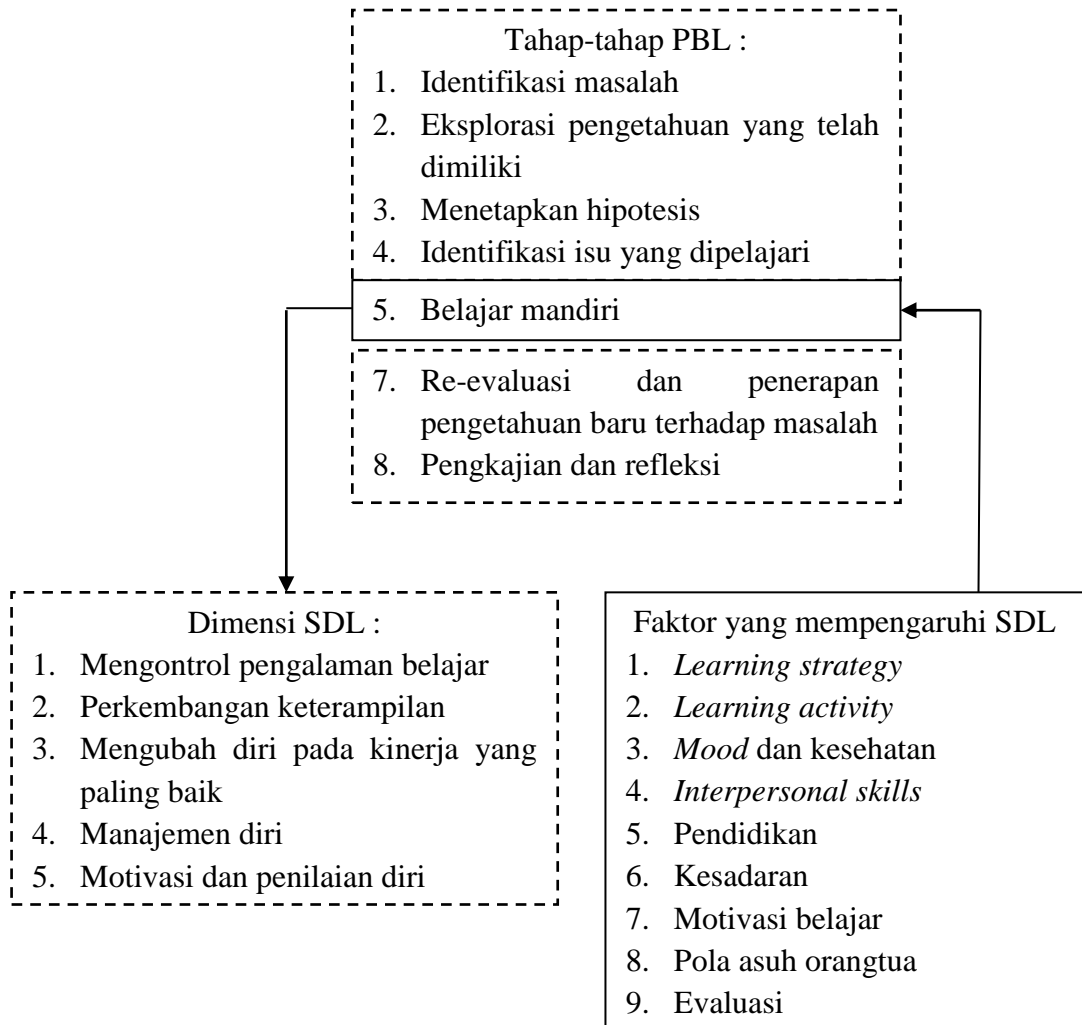 Tahap-tahap PBL :
1. Identifikasi masalah
2. Eksplorasi pengetahuan yang telah
dimiliki
3. Menetapkan hipotesis
4. Identifikasi isu yang dipelajari
5. Belajar mandiri
7. Re-evaluasi dan penerapan
pengetahuan baru terhadap masalah
8. Pengkajian dan refleksi
Dimensi SDL :
1. Mengontrol pengalaman belajar
2. Perkembangan keterampilan
3. Mengubah diri pada kinerja yang
paling baik
4. Manajemen diri
5. Motivasi dan penilaian diri
Faktor yang mempengaruhi SDL
1. Learning strategy
2. Learning activity
3. Mood dan kesehatan
4. Interpersonal skills
5. Pendidikan
6. Kesadaran
7. Motivasi belajar
8. Pola asuh orangtua
9. Evaluasi